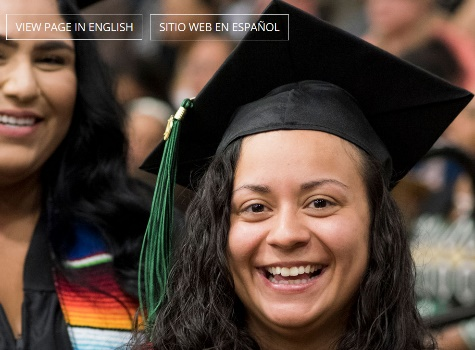 VIEW PAGE IN ENGLISH
SITIO WEB EN ESPAÑOL